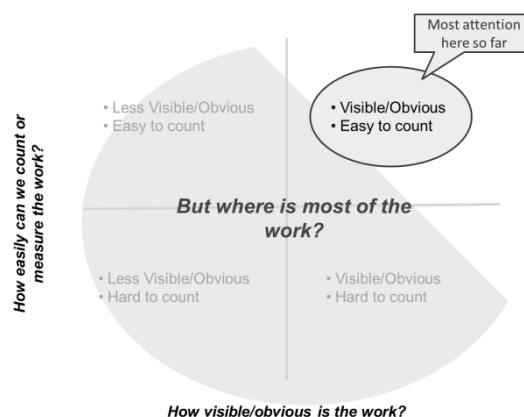 Most attention
here so far
• Less Visible/Obvious
• Easy to count
• Visible/Obvious
• Easy to count
How easily can we count or
measure the work?
But where is most of the
work?
• Less Visible/Obvious
• Hard to count
• Visible/Obvious
• Hard to count
How visible/obvious is the work?